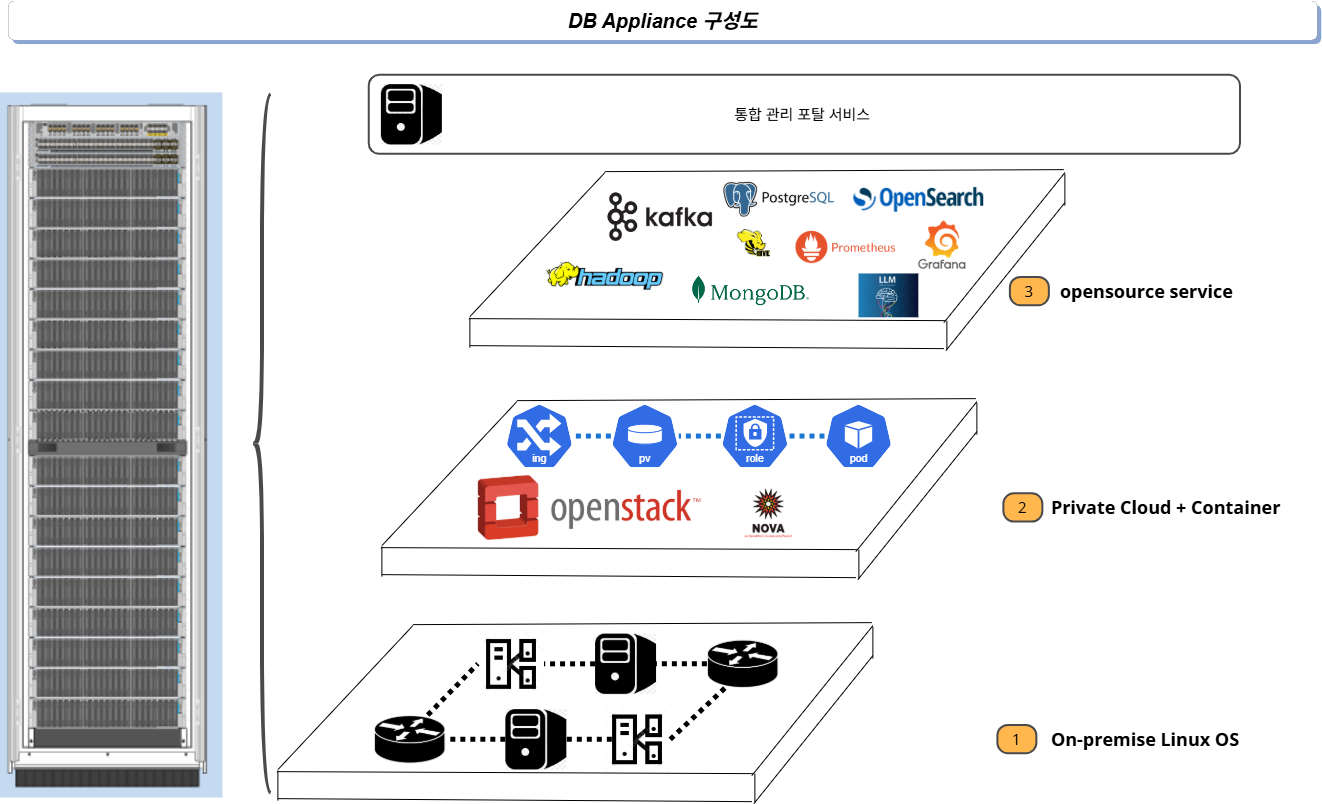 DB Appliance 구성도
통합 관리 포탈 서비스
kafka
PostgreSQL
OpenSearch
HIVE
Prometheus
Grafana
hadoop
MongoDB.
LLM
3
opensource service
ing
pv
role
pod
openstack™
NOVA
2
Private Cloud + Container
1
On-premise Linux OS